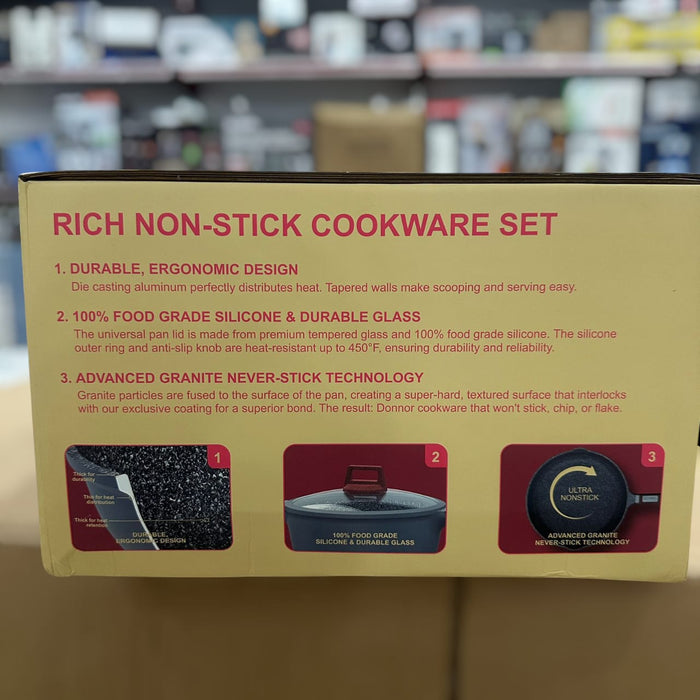 RICH NON-STICK COOKWARE SET
1. DURABLE, ERGONOMIC DESIGN
Die casting aluminum perfectly distributes heat. Tapered walls make scooping and serving easy.
2. 100% FOOD GRADE SILICONE & DURABLE GLASS
The universal pan lid is made from premium tempered glass and 100% food grade silicone. The silicone
outer ring and anti-slip knob are heat-resistant up to 450°F, ensuring durability and reliability.
3. ADVANCED GRANITE NEVER-STICK TECHNOLOGY
Granite particles are fused to the surface of the pan, creating a super-hard, textured surface that interlocks
with our exclusive coating for a superior bond. The result: Donnor cookware that won't stick, chip, or flake.
1
Thick for
durability
Thin for heat
distribution
Thick for heat
retention
DURABLE,
ERGONOMIC DESIGN
2
100% FOOD GRADE
SILICONE & DURABLE GLASS
3
ULTRA
NONSTICK
ADVANCED GRANITE
NEVER-STICK TECHNOLOGY